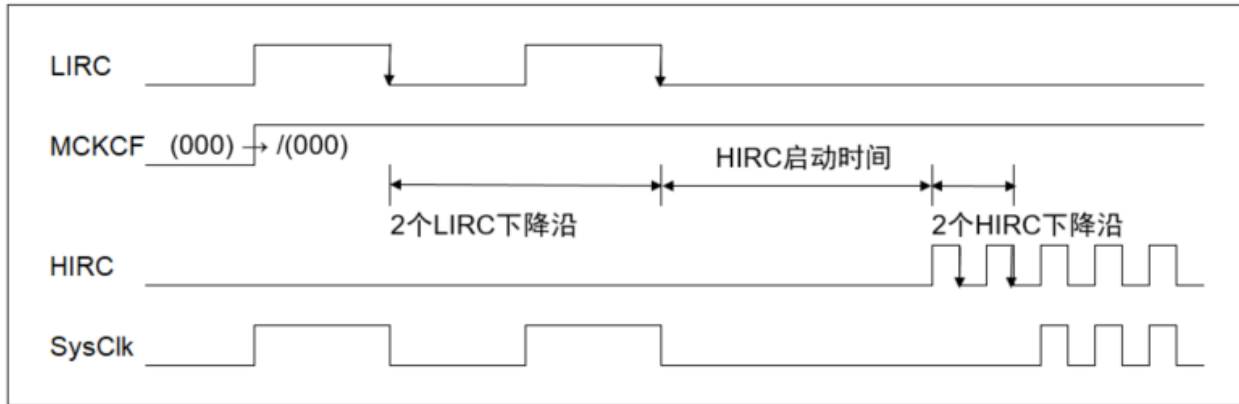 LIRC
MCKCF (000) → /(000)
HIRC启动时间
2个LIRC下降沿 2个HIRC下降沿
HIRC
SysClk